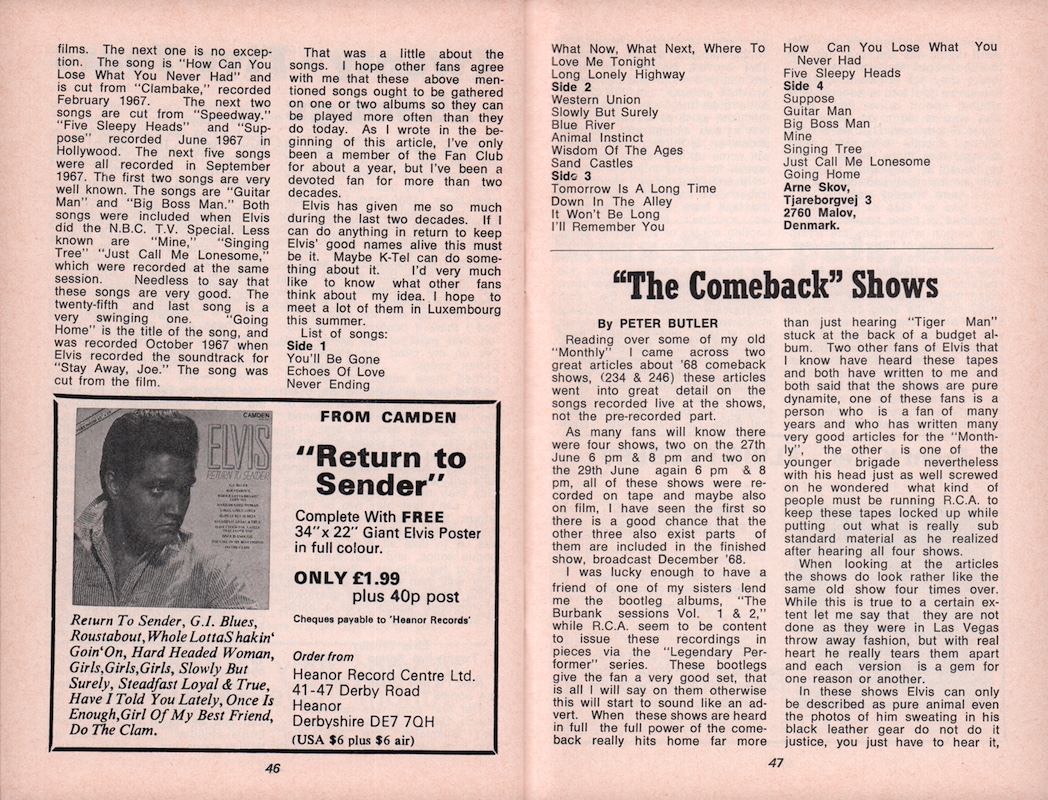 films. The next one is no excep-
tion. The song is "How Can You
Lose What You Never Had" and
is cut from "Clambake," recorded
February 1967. The next two
songs are cut from "Speedway."
"Five Sleepy Heads" and "Sup-
pose" recorded June 1967 in
Hollywood. The next five songs
were all recorded in September
1967. The first two songs are very
well known. The songs are "Guitar
Man" and "Big Boss Man." Both
songs were included when Elvis
did the N.B.C. T.V. Special. Less
known are "Mine," "Singing
Tree" "Just Call Me Lonesome,"
which were recorded at the same
session. Needless to say that
these songs are very good. The
twenty-fifth and last song is a
very swinging one. "Going
Home" is the title of the song, and
was recorded October 1967 when
Elvis recorded the soundtrack for
"Stay Away, Joe." The song was
cut from the film.
That was a little about the
songs. I hope other fans agree
with me that these above men-
tioned songs ought to be gathered
on one or two albums so they can
be played more often than they
do today. As I wrote in the be-
ginning of this article, I've only
been a member of the Fan Club
for about a year, but I've been a
devoted fan for more than two
decades.
Elvis has given me so much
during the last two decades. If I
can do anything in return to keep
Elvis' good names alive this must
be it. Maybe K-Tel can do some-
thing about it. I'd very much
like to know what other fans
think about my idea. I hope to
meet a lot of them in Luxembourg
this summer.
List of songs:
Side 1
You'll Be Gone
Echoes Of Love
Never Ending
CAMDEN
ELVIS
RETURN TO SENDER
FROM CAMDEN
"Return to
Sender"
Complete With FREE
34"x 22" Giant Elvis Poster
in full colour.
ONLY £1.99
plus 40p post
Cheques payable to 'Heanor Records'
Order from
Heanor Record Centre Ltd.
41-47 Derby Road
Heanor
Derbyshire DE7 7QH
(USA $6 plus $6 air)
Return To Sender, G.I. Blues,
Roustabout, Whole LottaShakin'
Goin'On, Hard Headed Woman,
Girls,Girls,Girls, Slowly But
Surely, Steadfast Loyal & True,
Have I Told You Lately, Once Is
Enough,Girl Of My Best Friend,
Do The Clam.
46
What Now, What Next, Where To
Love Me Tonight
Long Lonely Highway
Side 2
Western Union
Slowly But Surely
Blue River
Animal Instinct
Wisdom Of The Ages
Sand Castles
Side 3
Tomorrow Is A Long Time
Down In The Alley
It Won't Be Long
I'll Remember You
How Can You Lose What You
Never Had
Five Sleepy Heads
Side 4
Suppose
Guitar Man
Big Boss Man
Mine
Singing Tree
Just Call Me Lonesome
Going Home
Arne Skov,
Tjareborgvej 3
2760 Malov,
Denmark.
"The Comeback" Shows
By PETER BUTLER
Reading over some of my old
"Monthly" I came across two
great articles about '68 comeback
shows, (234 & 246) these articles
went into great detail on the
songs recorded live at the shows,
not the pre-recorded part.
As many fans will know there
were four shows, two on the 27th
June 6 pm & 8 pm and two on
the 29th June again 6 pm & 8
pm, all of these shows were re-
corded on tape and maybe also
on film, I have seen the first so
there is a good chance that the
other three also exist parts of
them are included in the finished
show, broadcast December '68.
I was lucky enough to have a
friend of one of my sisters lend
me the bootleg albums, "The
Burbank sessions Vol. 1 & 2,"
while R.C.A. seem to be content
to issue these recordings in
pieces via the "Legendary Per-
former" series. These bootlegs
give the fan a very good set, that
is all I will say on them otherwise
this will start to sound like an ad-
vert. When these shows are heard
in full the full power of the come-
back really hits home far more
than just hearing "Tiger Man"
stuck at the back of a budget al-
bum. Two other fans of Elvis that
I know have heard these tapes
and both have written to me and
both said that the shows are pure
dynamite, one of these fans is a
person who is a fan of many
years and who has written many
very good articles for the "Month-
ly", the other is one of the
younger brigade nevertheless
with his head just as well screwed
on he wondered what kind of
people must be running R.C.A. to
keep these tapes locked up while
putting out what is really sub
standard material as he realized
after hearing all four shows.
When looking at the articles
the shows do look rather like the
same old show four times over.
While this is true to a certain ex-
tent let me say that they are not
done as they were in Las Vegas
throw away fashion, but with real
heart he really tears them apart
and each version is a gem for
one reason or another.
In these shows Elvis can only
be described as pure animal even
the photos of him sweating in his
black leather gear do not do it
justice, you just have to hear it,
47